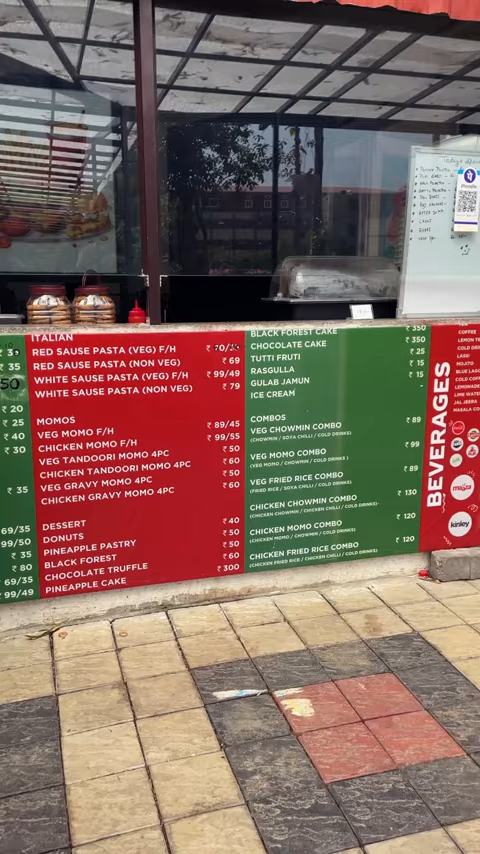 ₹ 35
50
₹ 20
₹ 25
₹ 40
₹ 30
₹ 35
69/35
99/50
₹ 35
₹ 80
69/35
₹ 99/49
ITALIAN
RED SAUSE PASTA (VEG) F/H
RED SAUSE PASTA (NON VEG) ₹ 69
WHITE SAUSE PASTA (VEG) F/H ₹ 99/49
WHITE SAUSE PASTA (NON VEG) ₹ 79
MOMOS
VEG MOMO F/H ₹ 89/45
CHICKEN MOMO F/H ₹ 99/55
VEG TANDOORI MOMO 4PC ₹ 50
CHICKEN TANDOORI MOMO 4PC ₹ 60
VEG GRAVY MOMO 4PC ₹ 50
CHICKEN GRAVY MOMO 4PC ₹ 60
DESSERT
DONUTS ₹ 40
PINEAPPLE PASTRY ₹ 50
BLACK FOREST ₹ 50
CHOCOLATE TRUFFLE ₹ 60
PINEAPPLE CAKE ₹ 300
BLACK FOREST CAKE ₹ 350
CHOCOLATE CAKE ₹ 350
TUTTI FRUTI ₹ 25
RASGULLA ₹ 15
GULAB JAMUN ₹ 15
ICE CREAM
COMBOS
VEG CHOWMIN COMBO ₹ 89
(CHOWMIN / SOYA CHILLI / COLD DRINKS)
VEG MOMO COMBO ₹ 99
(VEG MOMO / CHOWMIN / COLD DRINKS )
VEG FRIED RICE COMBO ₹ 89
(FRIED RICE / SOYA CHILLI / COLD DRINKS)
CHICKEN CHOWMIN COMBO ₹ 130
(CHICKEN CHOWMIN / CHICKEN CHILLI / COLD DRINKS)
CHICKEN MOMO COMBO ₹ 120
(CHICKEN MOMO / CHOWMIN / COLD DRINKS)
CHICKEN FRIED RICE COMBO ₹ 120
(CHICKEN FRIED RICE / CHICKEN CHILLI / COLD DRINKS)
BEVERAGES
COFFEE
LEMON TE
COLD DRIN
LASSI
MOJITO
BLUE LAGO
COLD COFF
LEMONADE
LIME WATE
JAL JEERA
MASALA CO
maaza
kinley